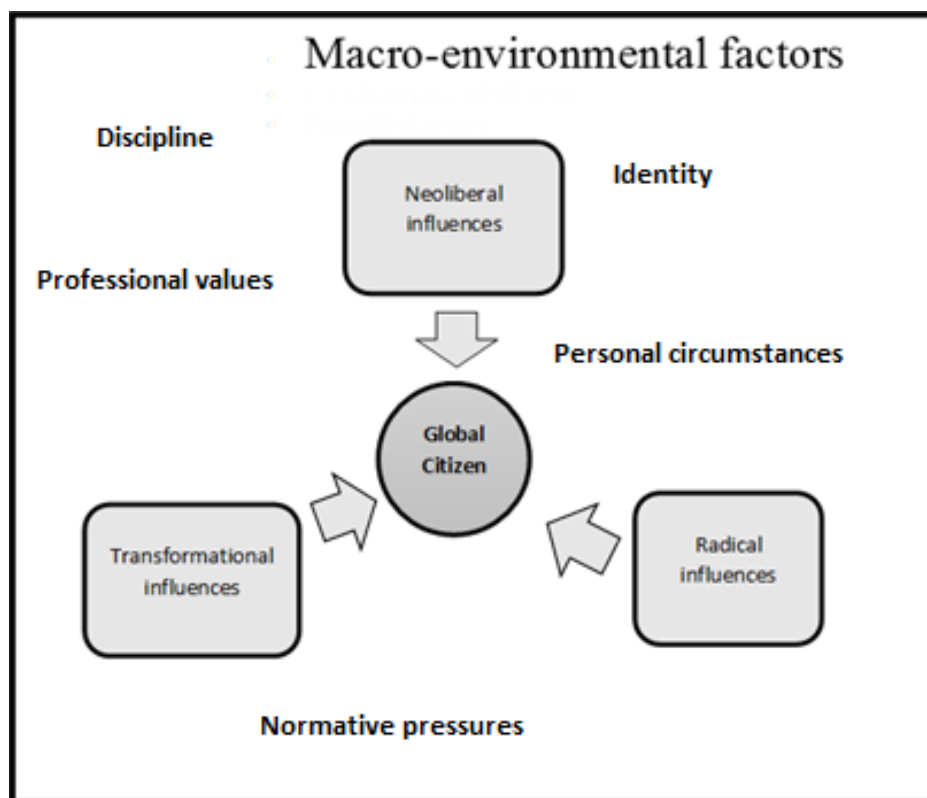 Macro-environmental factors
Discipline
Identity
Neoliberal
influences
Professional values
Personal circumstances
Global
Citizen
Transformational
influences
Radical
influences
Normative pressures